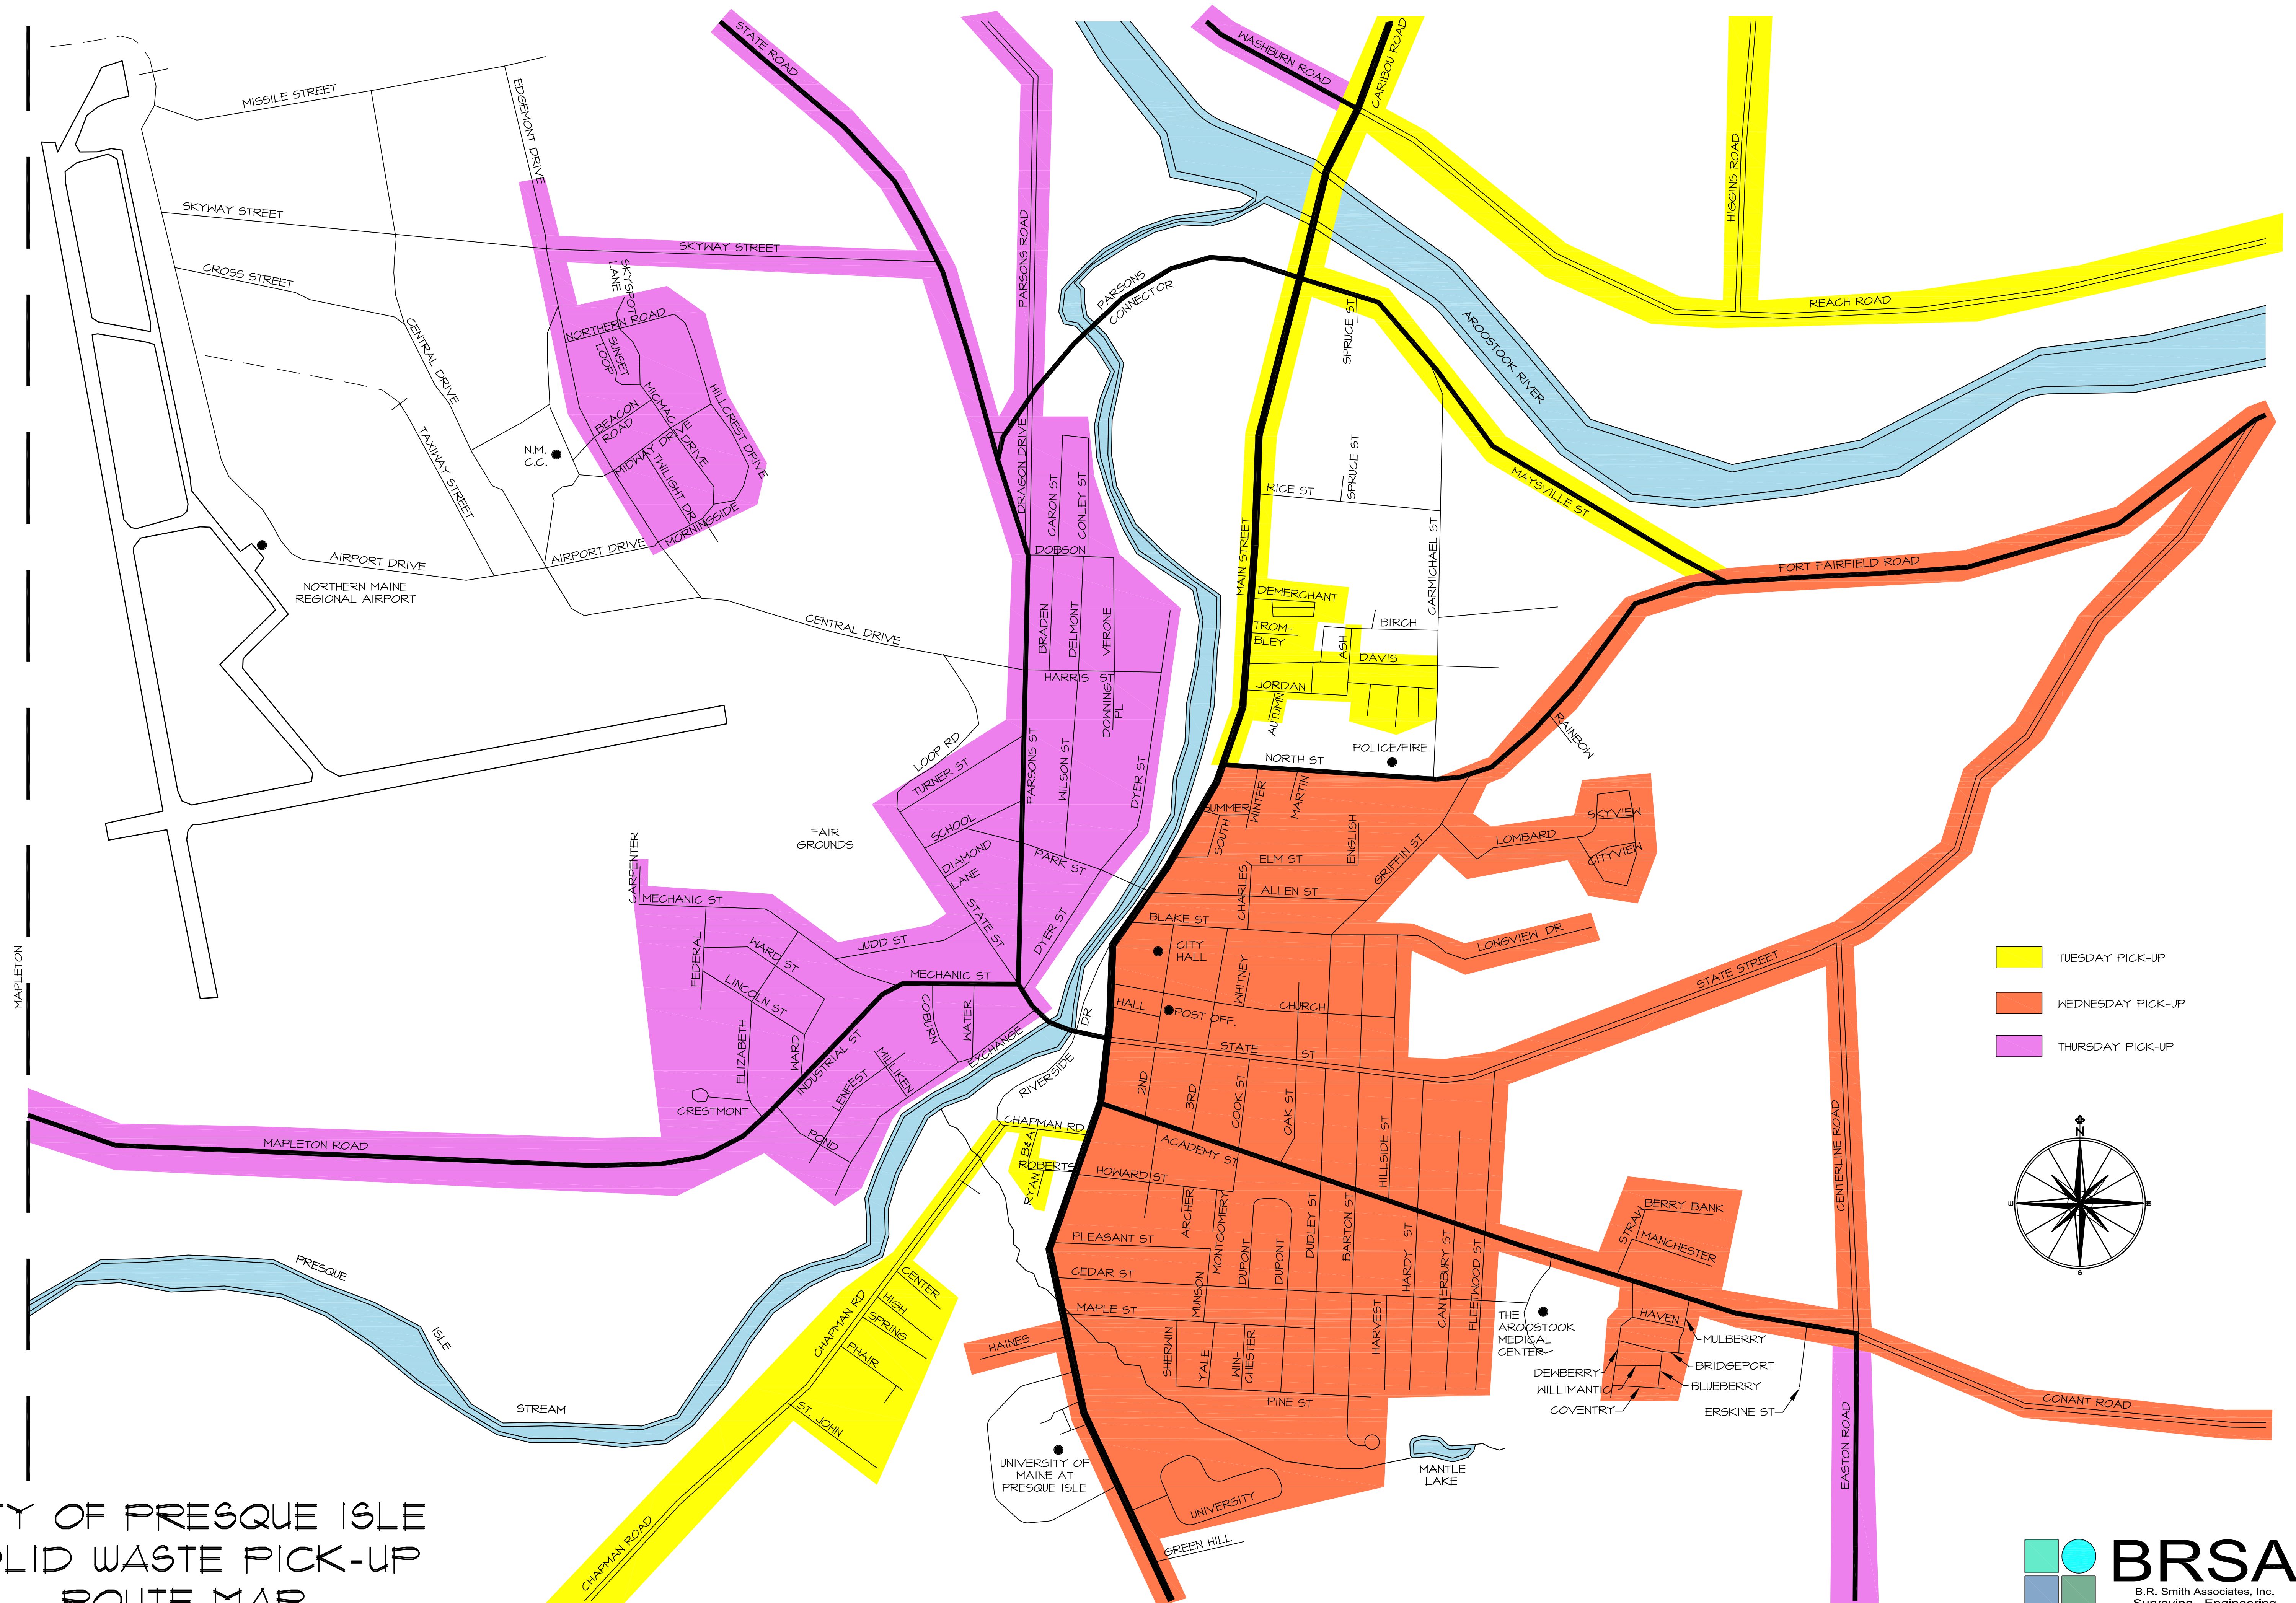 STATE ROAD
WASHBURN ROAD
CARIBOU ROAD
MISSILE STREET
EDGEMONT DRIVE
HIGGINS ROAD
SKYWAY STREET
SKYWAY STREET
PARSONS ROAD
CROSS STREET
SKYSPOT
LANE
PARSONS
CONNECTOR
REACH ROAD
SPRUCE ST
AROOSTOOK RIVER
NORTHERN ROAD
SUNSET
LOOP
CENTRAL DRIVE
MICMAC DRIVE
HILLCREST DRIVE
BEACON
ROAD
MIDWAY DRIVE
TWILIGHT DR
MORNINGSIDE
N.M.
C.C.
TAXIWAY STREET
DRAGON DRIVE
CARON ST
CONLEY ST
SPRUCE ST
RICE ST
MAYSVILLE ST
MAIN STREET
CARMICHAEL ST
DOBSON
AIRPORT DRIVE
AIRPORT DRIVE
FORT FAIRFIELD ROAD
NORTHERN MAINE
REGIONAL AIRPORT
DEMERCHANT
TROM-
BLEY
BIRCH
ASH
DAVIS
CENTRAL DRIVE
BRADEN
DELMONT
VERONE
HARRIS ST
DOWNING
PL
JORDAN
AUTUMN
RAINBOW
LOOP RD
TURNER ST
PARSONS ST
WILSON ST
DYER ST
NORTH ST
POLICE/FIRE
SUMMER
WINTER
MARTIN
SOUTH
ENGLISH
SKYVIEW
LOMBARD
CITYVIEW
FAIR
GROUNDS
SCHOOL
DIAMOND
LANE
PARK ST
ELM ST
GRIFFIN ST
CARPENTER
MECHANIC ST
CHARLES
ALLEN ST
STATE ST
BLAKE ST
DYER ST
JUDD ST
WARD ST
FEDERAL
CITY
HALL
LONGVIEW DR
MAPLETON
TUESDAY PICK-UP
WEDNESDAY PICK-UP
THURSDAY PICK-UP
STATE STREET
MECHANIC ST
LINCOLN ST
WHITNEY
CHURCH
HALL
POST OFF.
COBURN
WATER
EXCHANGE
DR
RIVERSIDE
STATE ST
ELIZABETH
WARD
INDUSTRIAL ST
MILIKEN
LENFEST
2ND
3RD
COOK ST
OAK ST
CRESTMONT
POND
MAPLETON ROAD
CHAPMAN RD
B&A
ROBERTS
RYAN
ACADEMY ST
HOWARD ST
HILLSIDE ST
CENTERLINE ROAD
N
W
E
S
ARCHER
MONTGOMERY
BERRY BANK
STRAW
MANCHESTER
PLEASANT ST
DUPONT
DUPONT
DUDLEY ST
BARTON ST
HARDY ST
CANTERBURY ST
FLEETWOOD ST
PRESQUE
ISLE
STREAM
CENTER
HIGH
SPRING
PHAIR
ST. JOHN
CHAPMAN RD
CEDAR ST
MUNSON
MAPLE ST
HAINES
SHERWIN
YALE
WIN-
CHESTER
HARVEST
THE
AROOSTOOK
MEDICAL
CENTER
HAVEN
MULBERRY
BRIDGEPORT
DEWBERRY
WILLIMANTIC
BLUEBERRY
COVENTRY
ERSKINE ST
CONANT ROAD
PINE ST
EASTON ROAD
UNIVERSITY OF
MAINE AT
PRESQUE ISLE
MANTLE
LAKE
UNIVERSITY
GREEN HILL
CHAPMAN ROAD
TY OF PRESQUE ISLE
OLID WASTE PICK-UP
ROUTE MAP
BRSA
B.R. Smith Associates, Inc.
Surveying Engineering